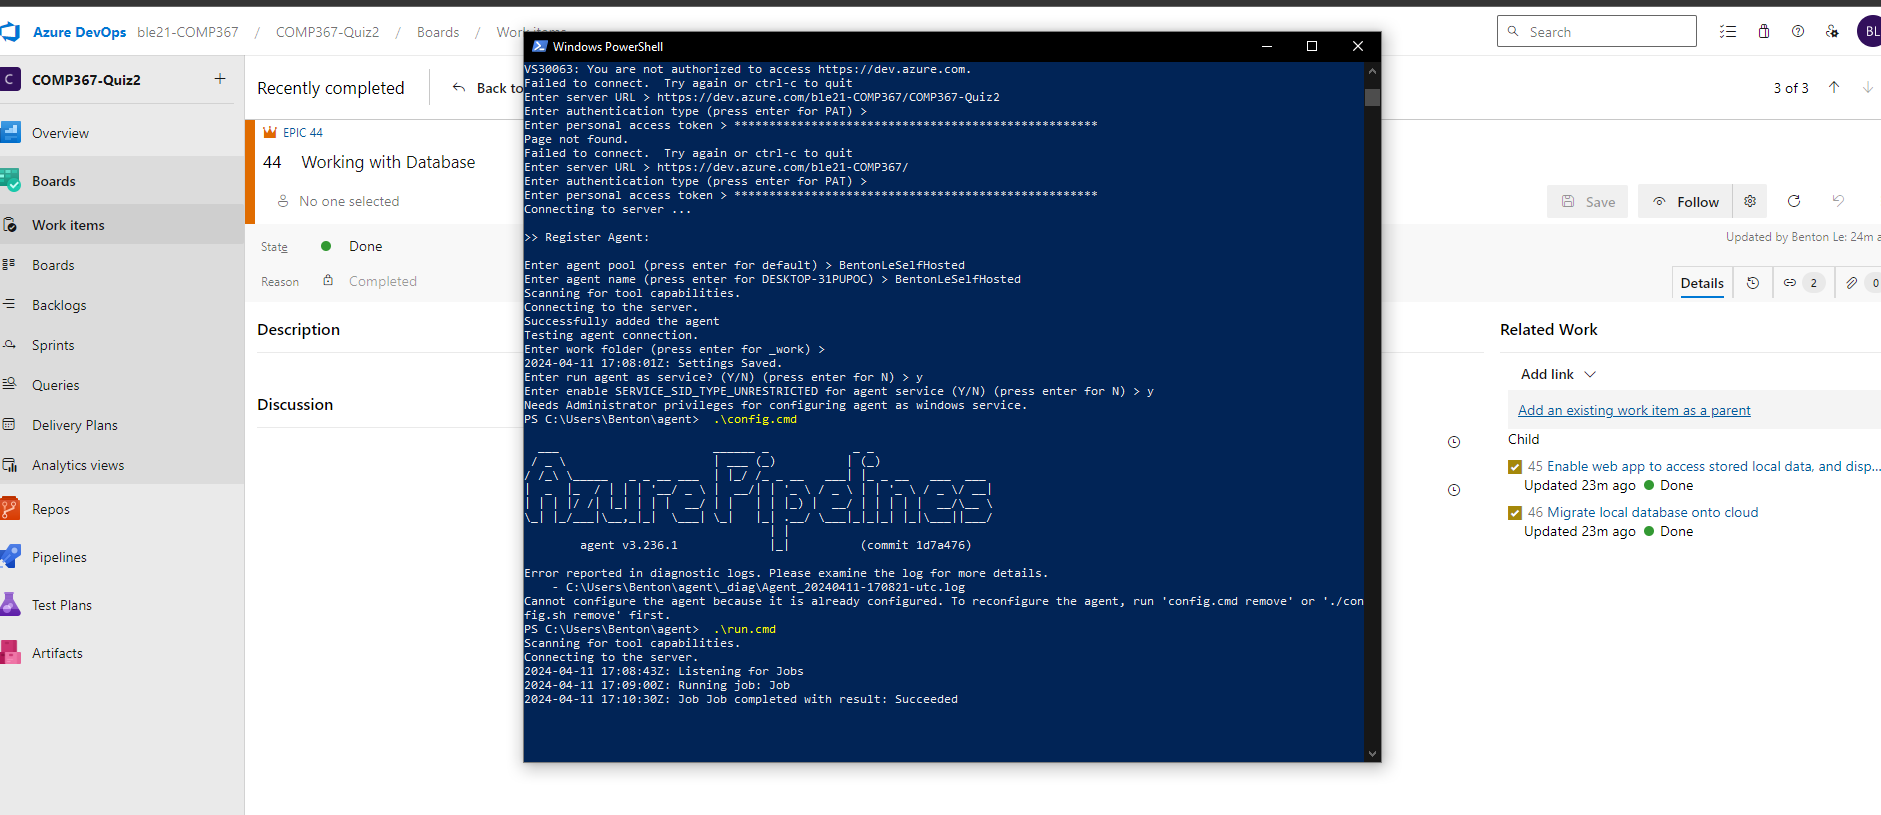 Azure DevOps ble21-COMP367 / COMP367-Quiz2 / Boards / Work items
Search
BL
C COMP367-Quiz2 +
Overview
Boards
Work items
Boards
Backlogs
Sprints
Queries
Delivery Plans
Analytics views
Repos
Pipelines
Test Plans
Artifacts
Recently completed
Back to
3 of 3
EPIC 44
44 Working with Database
No one selected
State Done
Reason Completed
Description
Discussion
Save
Follow
Updated by Benton Le: 24m a
Details
2
0
Related Work
Add link
Add an existing work item as a parent
Child
45 Enable web app to access stored local data, and disp...
Updated 23m ago Done
46 Migrate local database onto cloud
Updated 23m ago Done
Windows PowerShell
VS30063: You are not authorized to access https://dev.azure.com.
Failed to connect.  Try again or ctrl-c to quit
Enter server URL > https://dev.azure.com/ble21-COMP367/COMP367-Quiz2
Enter authentication type (press enter for PAT) >
Enter personal access token > ****************************************************
Page not found.
Failed to connect.  Try again or ctrl-c to quit
Enter server URL > https://dev.azure.com/ble21-COMP367/
Enter authentication type (press enter for PAT) >
Enter personal access token > ****************************************************
Connecting to server ...
>> Register Agent:
Enter agent pool (press enter for default) > BentonLeSelfHosted
Enter agent name (press enter for DESKTOP-31PUPOC) > BentonLeSelfHosted
Scanning for tool capabilities.
Connecting to the server.
Successfully added the agent
Testing agent connection.
Enter work folder (press enter for _work) >
2024-04-11 17:08:01Z: Settings Saved.
Enter run agent as service? (Y/N) (press enter for N) > y
Enter enable SERVICE_SID_TYPE_UNRESTRICTED for agent service (Y/N) (press enter for N) > y
Needs Administrator privileges for configuring agent as windows service.
PS C:\Users\Benton\agent>  .\config.cmd
Azure Pipelines
agent v3.236.1 (commit 1d7a476)
Error reported in diagnostic logs. Please examine the log for more details.
- C:\Users\Benton\agent\_diag\Agent_20240411-170821-utc.log
Cannot configure the agent because it is already configured. To reconfigure the agent, run 'config.cmd remove' or './con
fig.sh remove' first.
PS C:\Users\Benton\agent>  .\run.cmd
Scanning for tool capabilities.
Connecting to the server.
2024-04-11 17:08:43Z: Listening for Jobs
2024-04-11 17:09:00Z: Running job: Job
2024-04-11 17:10:30Z: Job Job completed with result: Succeeded